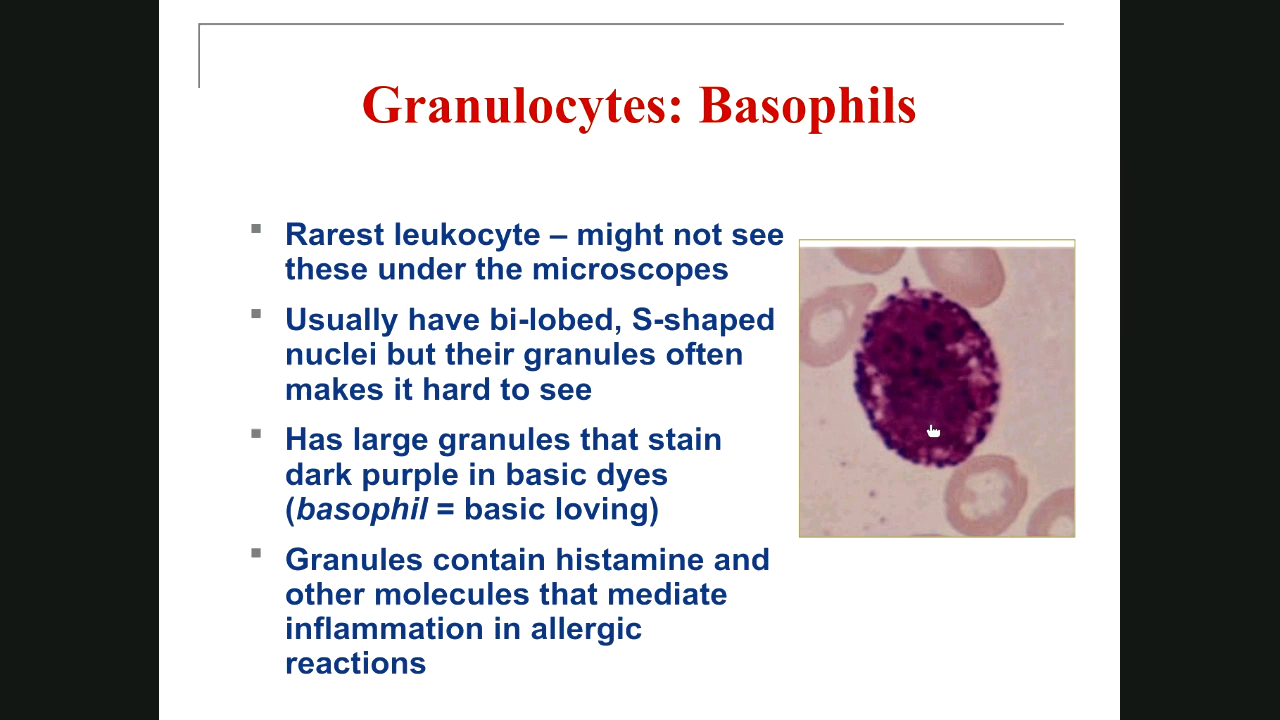 Granulocytes: Basophils
Rarest leukocyte – might not see
these under the microscopes
Usually have bi-lobed, S-shaped
nuclei but their granules often
makes it hard to see
Has large granules that stain
dark purple in basic dyes
(basophil = basic loving)
Granules contain histamine and
other molecules that mediate
inflammation in allergic
reactions